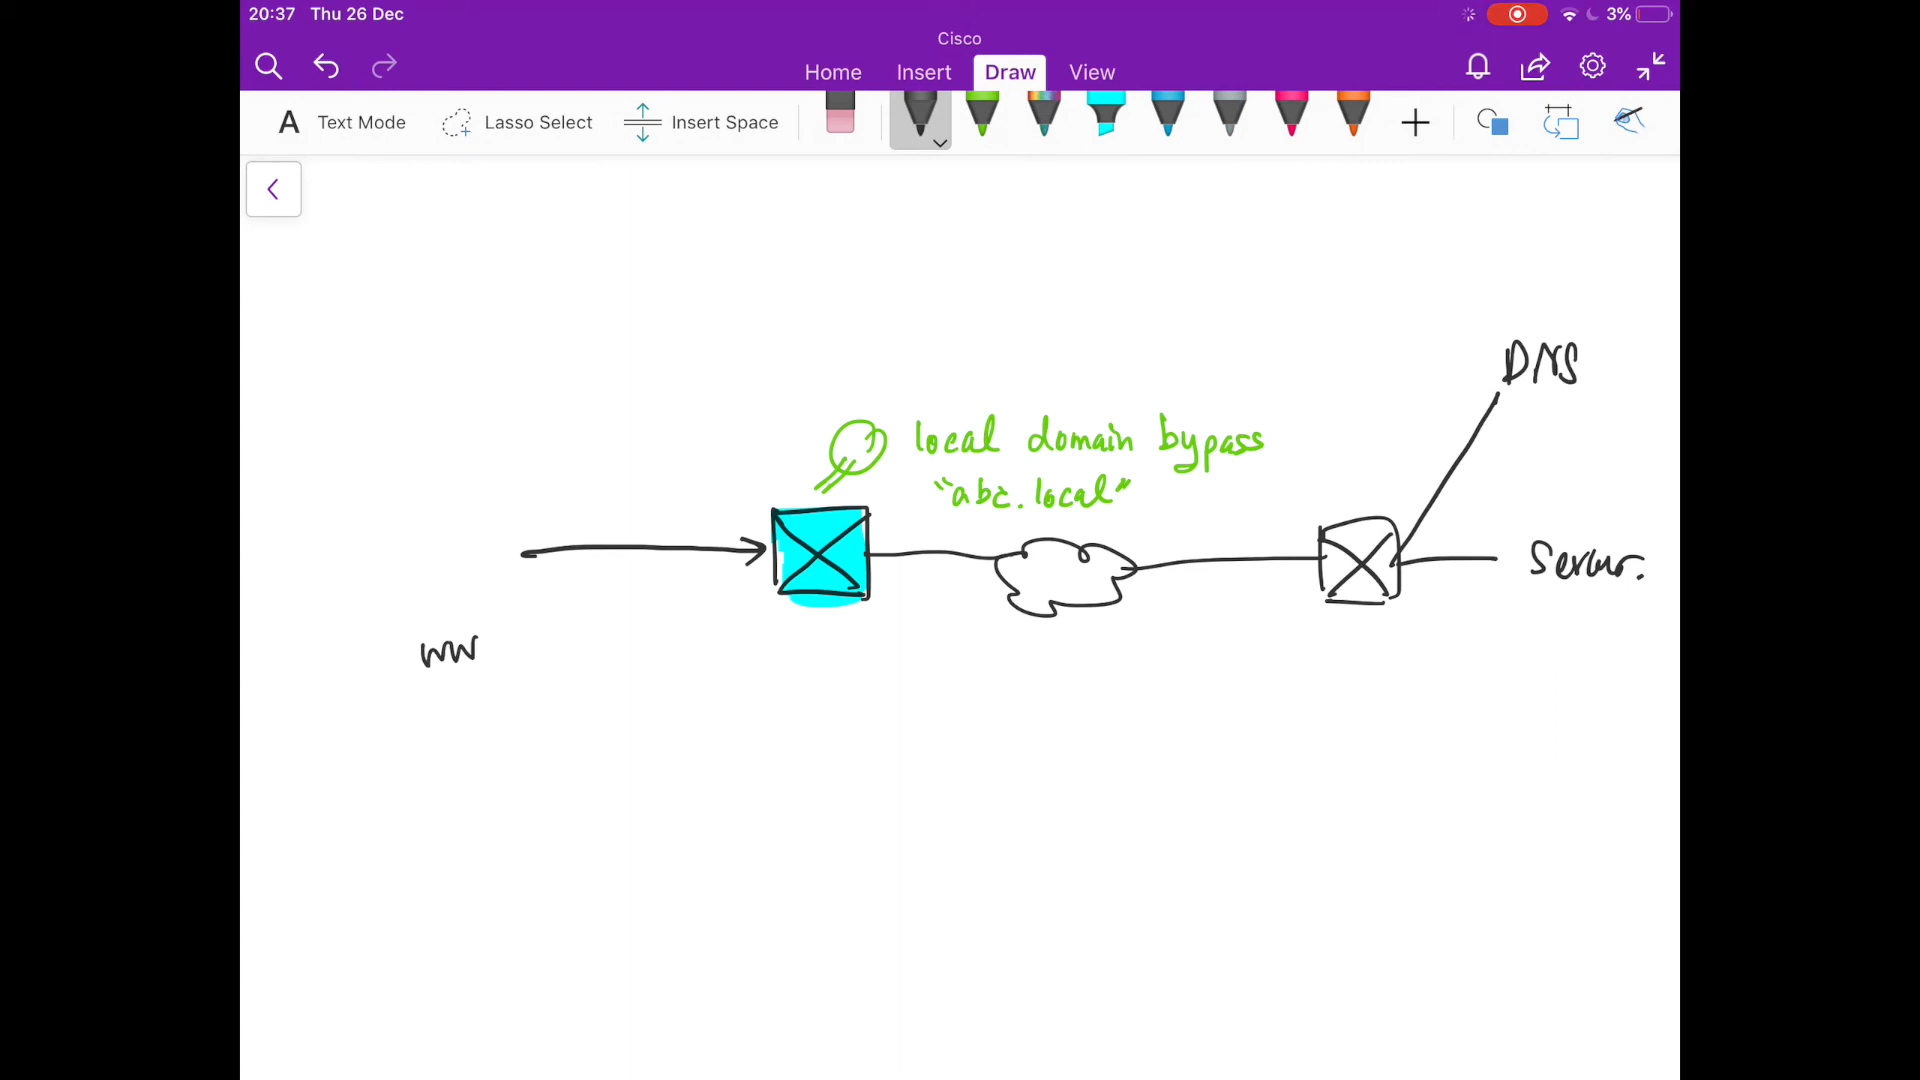 20:37 Thu 26 Dec 3%
Cisco
Home Insert Draw View
A Text Mode Lasso Select Insert Space
DNS
local domain bypass
"abc.local"
Server.
ww